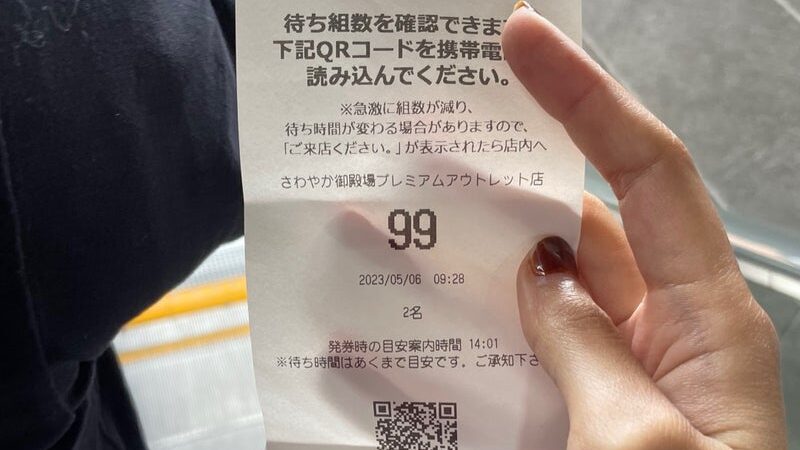 待ち組数を確認できます
下記QRコードを携帯電
読み込んでください。
※急激に組数が減り、
待ち時間が変わる場合がありますので、
「ご来店ください。」が表示されたら店内へ
さわやか御殿場プレミアムアウトレット店
99
2023/05/06 09:28
2名
発券時の目安案内時間 14:01
※待ち時間はあくまで目安です。ご承知下さ